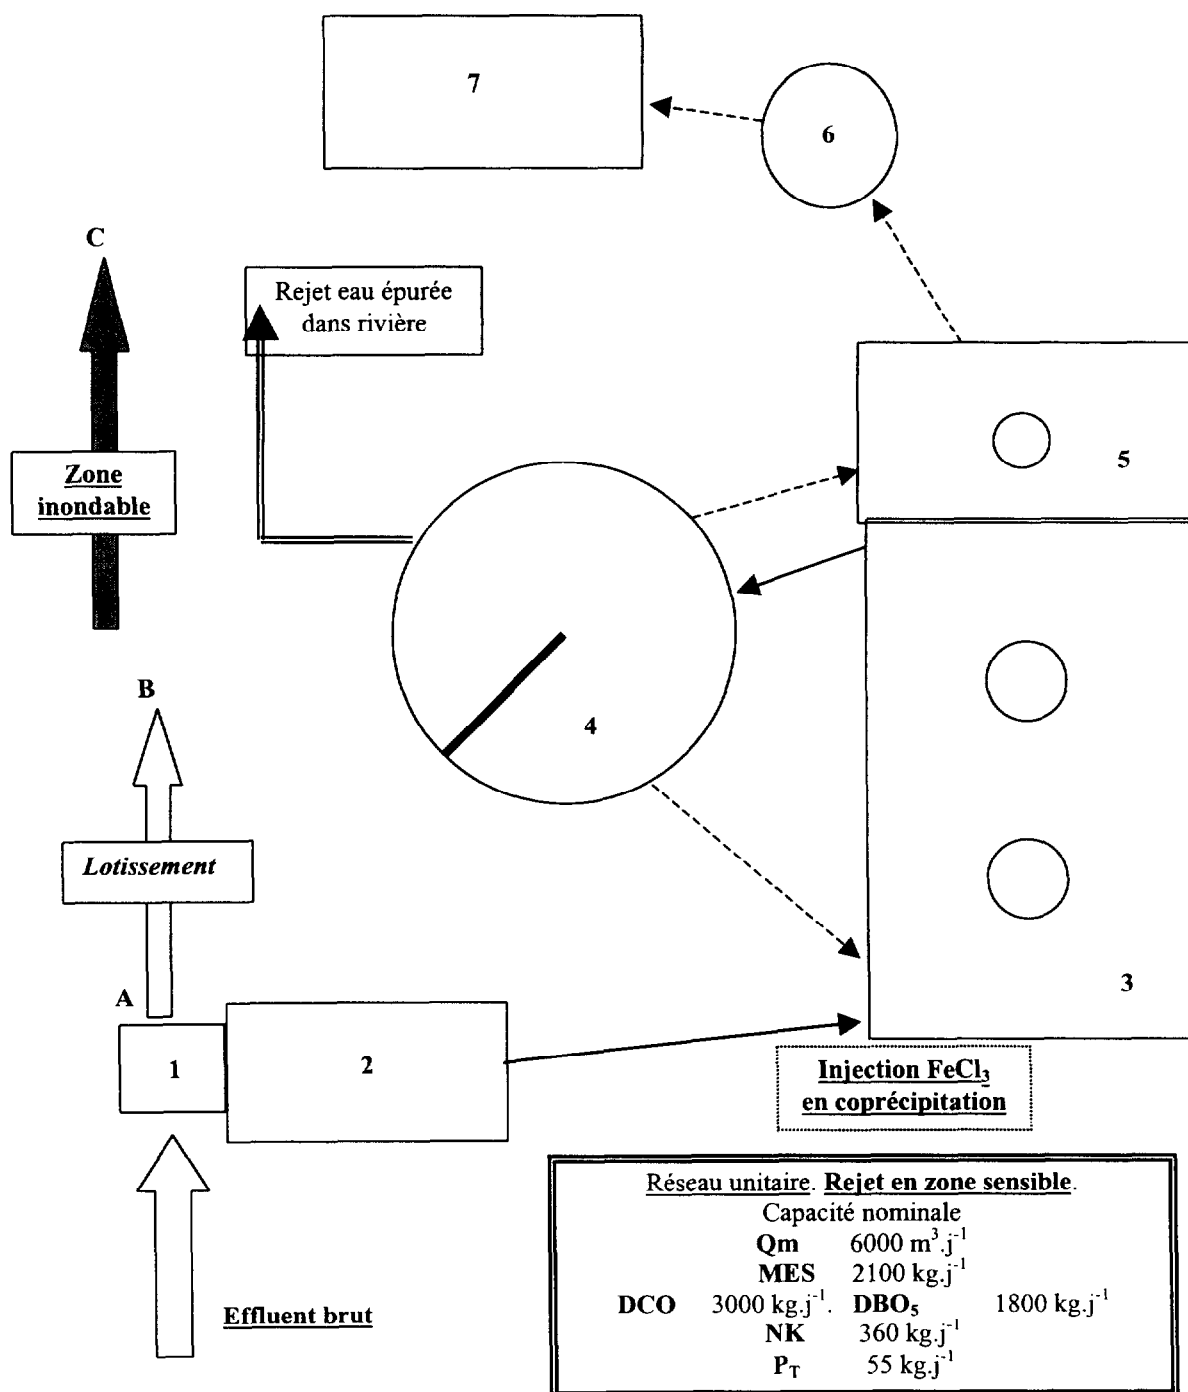 7
6
C
Rejet eau épurée
dans rivière
5
Zone
inondable
B
4
Lotissement
A
3
1
2
Injection FeCl₃
en coprécipitation
Réseau unitaire. Rejet en zone sensible.
Capacité nominale
Qm 6000 m³.j⁻¹
MES 2100 kg.j⁻¹
DCO 3000 kg.j⁻¹. DBO₅ 1800 kg.j⁻¹
NK 360 kg.j⁻¹
P_T 55 kg.j⁻¹
Effluent brut